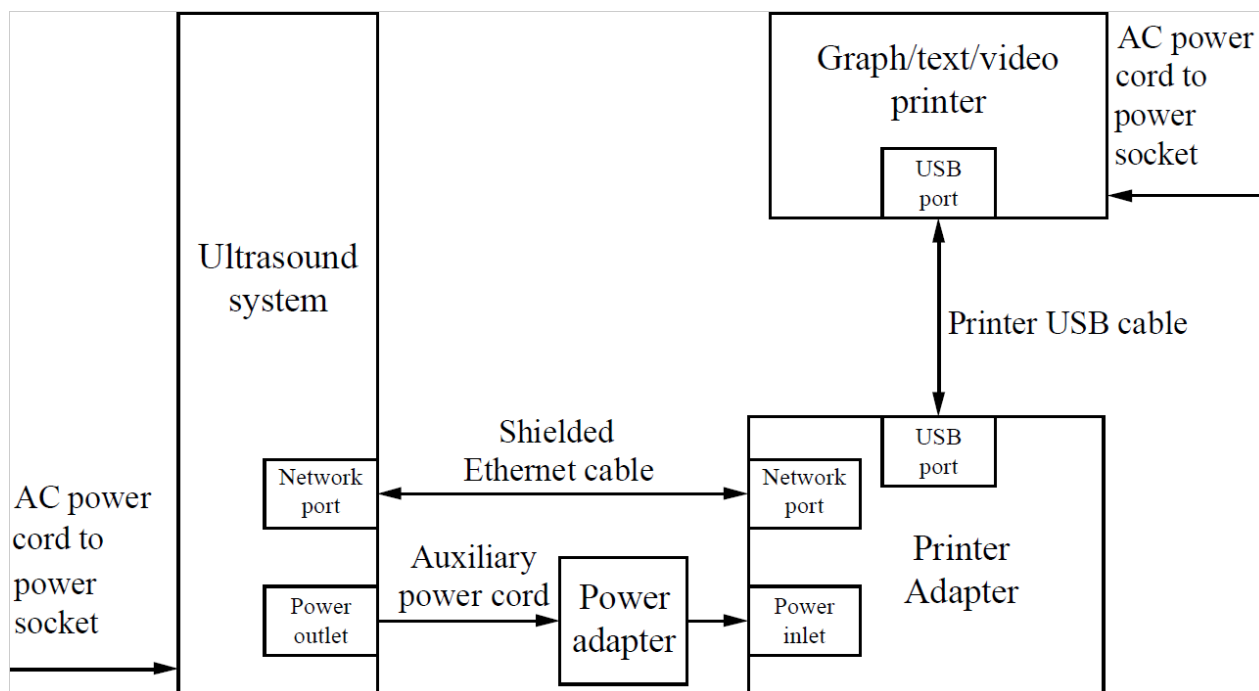 Graph/text/video
printer
USB
port
AC power
cord to
power
socket
Ultrasound
system
Printer USB cable
Shielded
Ethernet cable
USB
port
Network
port
Network
port
AC power
cord to
power
socket
Auxiliary
power cord
Power
outlet
Power
adapter
Power
inlet
Printer
Adapter